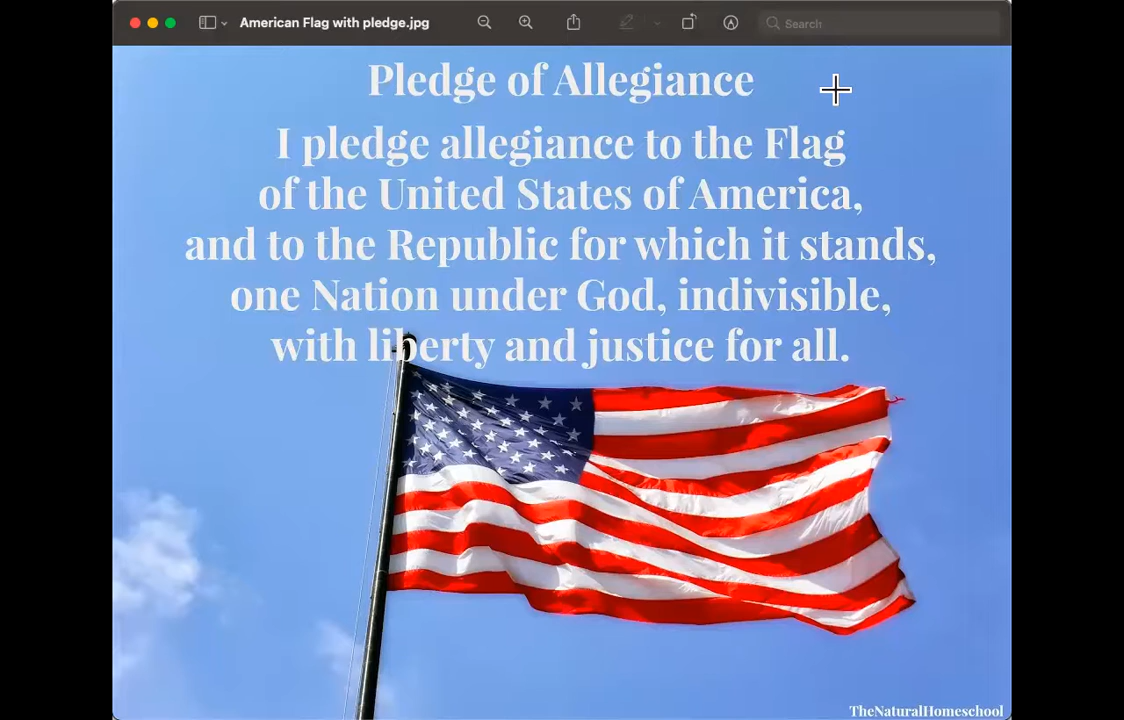 American Flag with pledge.jpg
Search
Pledge of Allegiance
I pledge allegiance to the Flag
of the United States of America,
and to the Republic for which it stands,
one Nation under God, indivisible,
with liberty and justice for all.
TheNaturalHomeschool